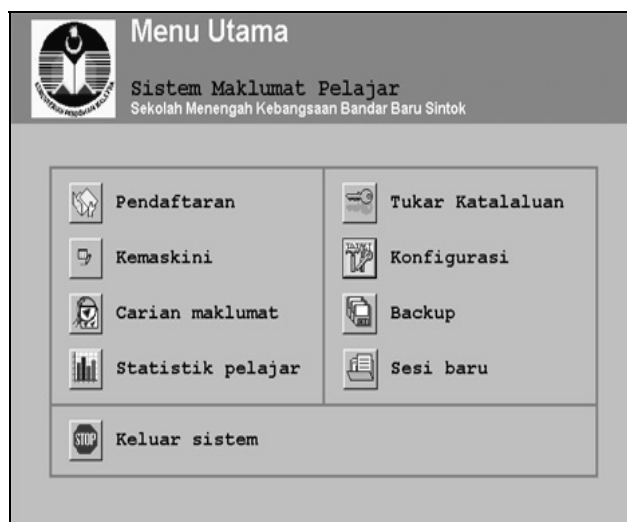 Menu Utama
Sistem Maklumat Pelajar
Sekolah Menengah Kebangsaan Bandar Baru Sintok
Pendaftaran
Kemaskini
Carian maklumat
Statistik pelajar
Tukar Katalaluan
Konfigurasi
Backup
Sesi baru
STOP
Keluar sistem